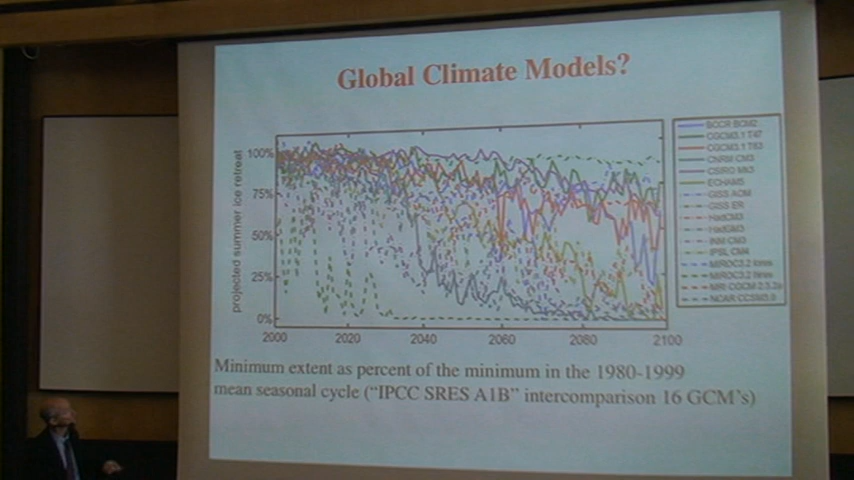 Global Climate Models?
projected summer ice retreat
100%
75%
50%
25%
0%
2000 2020 2040 2060 2080 2100
BCCR BCM2
CGCM3.1 T47
CGCM3.1 T63
CNRM CM3
CSIRO Mk3
ECHAM5
GISS AOM
GISS ER
HadCM3
HadGM3
INM CM3
IPSL CM4
MIROC3.2
MIROC3.2 hires
MRI CGCM 2.3.2a
NCAR CCSM3.0
Minimum extent as percent of the minimum in the 1980-1999
mean seasonal cycle (“IPCC SRES A1B” intercomparison 16 GCM’s)